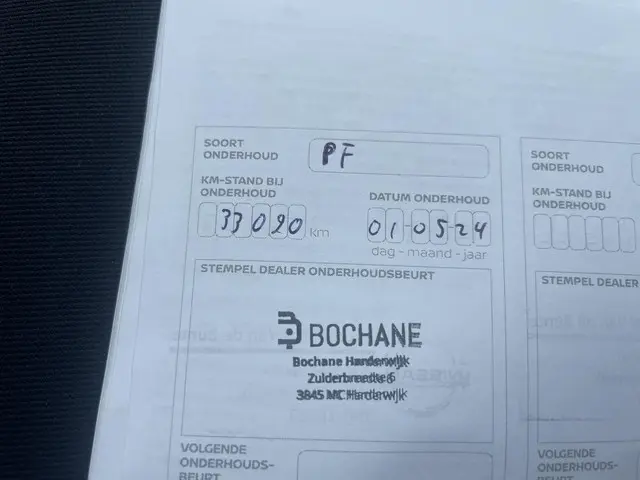 SOORT
ONDERHOUD
PF
KM-STAND BIJ
ONDERHOUD
33020 km
DATUM ONDERHOUD
01-05-24
dag - maand - jaar
STEMPEL DEALER ONDERHOUDSBEURT
BOCHANE
Bochane Harderwijk
Zuiderbreedte 6
3845 MC Harderwijk
VOLGENDE
ONDERHOUDS-
BEURT
SOORT
ONDERHOUD
KM-STAND BIJ
ONDERHOUD
STEMPEL DEALER
VOLGENDE
ONDERHOUDS-
BEURT